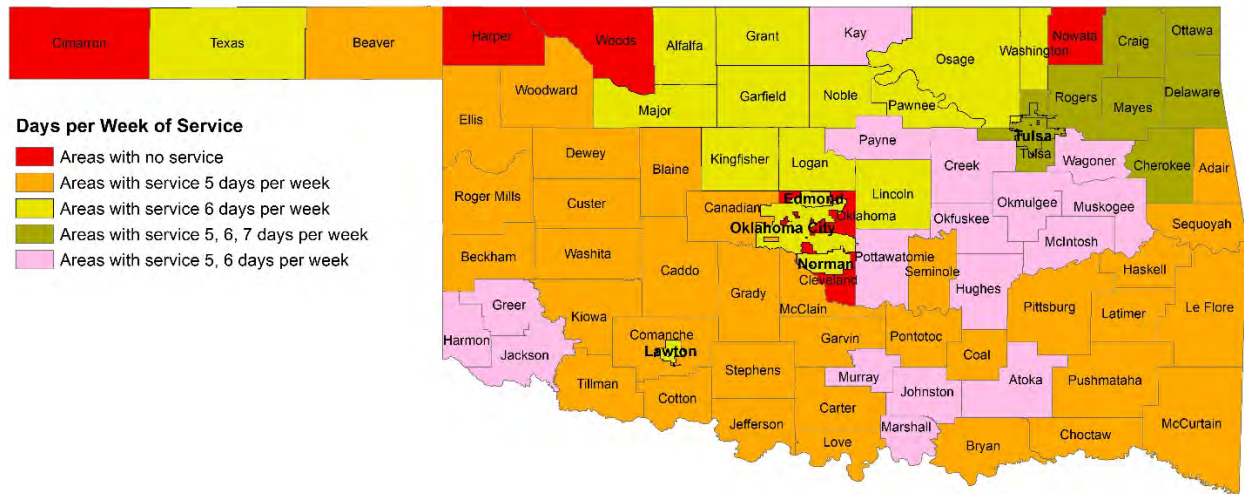 Cimarron
Texas
Beaver
Harper
Woods
Alfalfa
Grant
Kay
Osage
Washington
Nowata
Craig
Ottawa
Woodward
Major
Garfield
Noble
Pawnee
Rogers
Mayes
Delaware
Ellis
Days per Week of Service
Areas with no service
Areas with service 5 days per week
Areas with service 6 days per week
Areas with service 5, 6, 7 days per week
Areas with service 5, 6 days per week
Dewey
Blaine
Kingfisher
Logan
Payne
Creek
Tulsa
Tulsa
Wagoner
Cherokee
Adair
Roger Mills
Custer
Canadian
Edmond
Oklahoma
Lincoln
Okfuskee
Okmulgee
Muskogee
Sequoyah
Oklahoma City
McIntosh
Beckham
Washita
Caddo
Grady
Norman
Cleveland
Pottawatomie
Seminole
Hughes
Haskell
McClain
Pittsburg
Latimer
Le Flore
Greer
Kiowa
Harmon
Jackson
Comanche
Lawton
Garvin
Pontotoc
Coal
Tillman
Cotton
Stephens
Murray
Johnston
Atoka
Pushmataha
Jefferson
Carter
Love
Marshall
Bryan
Choctaw
McCurtain